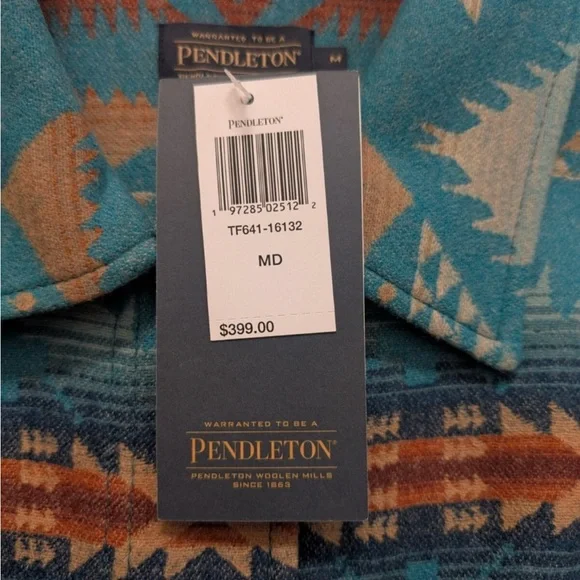 WARRANTED TO BE A
PENDLETON
M
PENDLETON®
1 97285 02512 2
TF641-16132
MD
$399.00
WARRANTED TO BE A
PENDLETON®
PENDLETON WOOLEN MILLS
SINCE 1863